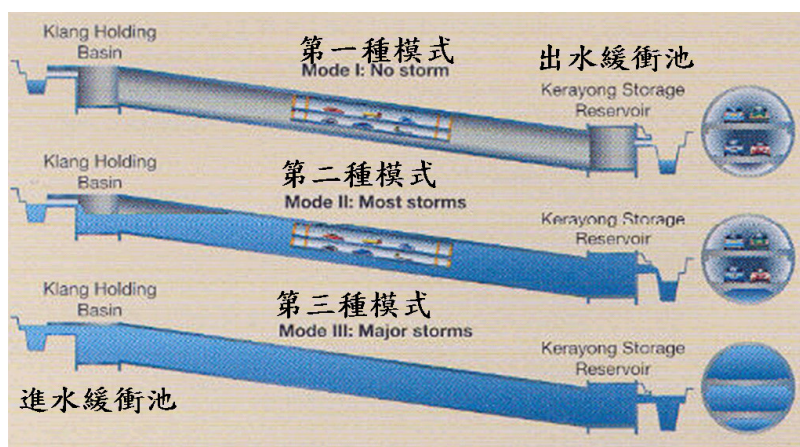 Klang Holding
Basin
第一種模式
Mode I: No storm
出水緩衝池
Kerayong Storage
Reservoir
Klang Holding
Basin
第二種模式
Mode II: Most storms
Kerayong Storage
Reservoir
Klang Holding
Basin
第三種模式
Mode III: Major storms
Kerayong Storage
Reservoir
進水緩衝池